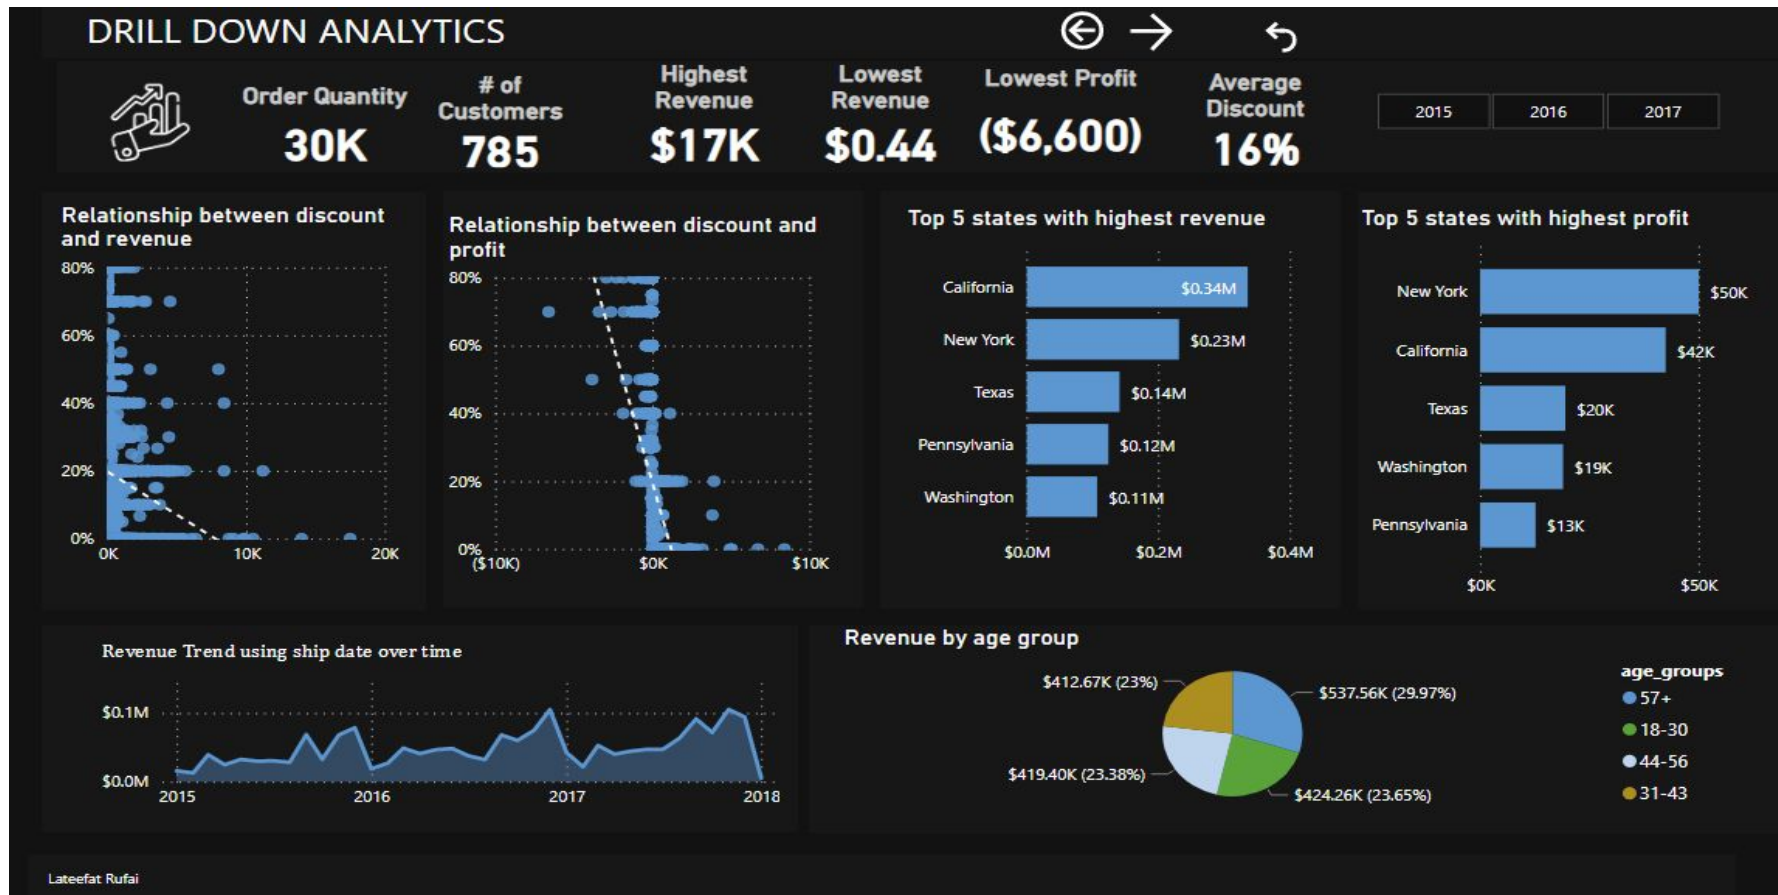 DRILL DOWN ANALYTICS
Order Quantity
30K
# of
Customers
785
Highest
Revenue
$17K
Lowest
Revenue
$0.44
Lowest Profit
($6,600)
Average
Discount
16%
2015
2016
2017
Relationship between discount
and revenue
80%
60%
40%
20%
0%
0K
10K
20K
Relationship between discount and
profit
80%
60%
40%
20%
0%
($10K)
$0K
$10K
Top 5 states with highest revenue
California
$0.34M
New York
$0.23M
Texas
$0.14M
Pennsylvania
$0.12M
Washington
$0.11M
$0.0M
$0.2M
$0.4M
Top 5 states with highest profit
New York
$50K
California
$42K
Texas
$20K
Washington
$19K
Pennsylvania
$13K
$0K
$50K
Revenue Trend using ship date over time
$0.1M
$0.0M
2015
2016
2017
2018
Revenue by age group
$412.67K (23%)
$537.56K (29.97%)
$419.40K (23.38%)
$424.26K (23.65%)
age_groups
57+
18-30
44-56
31-43
Lateefat Rufai